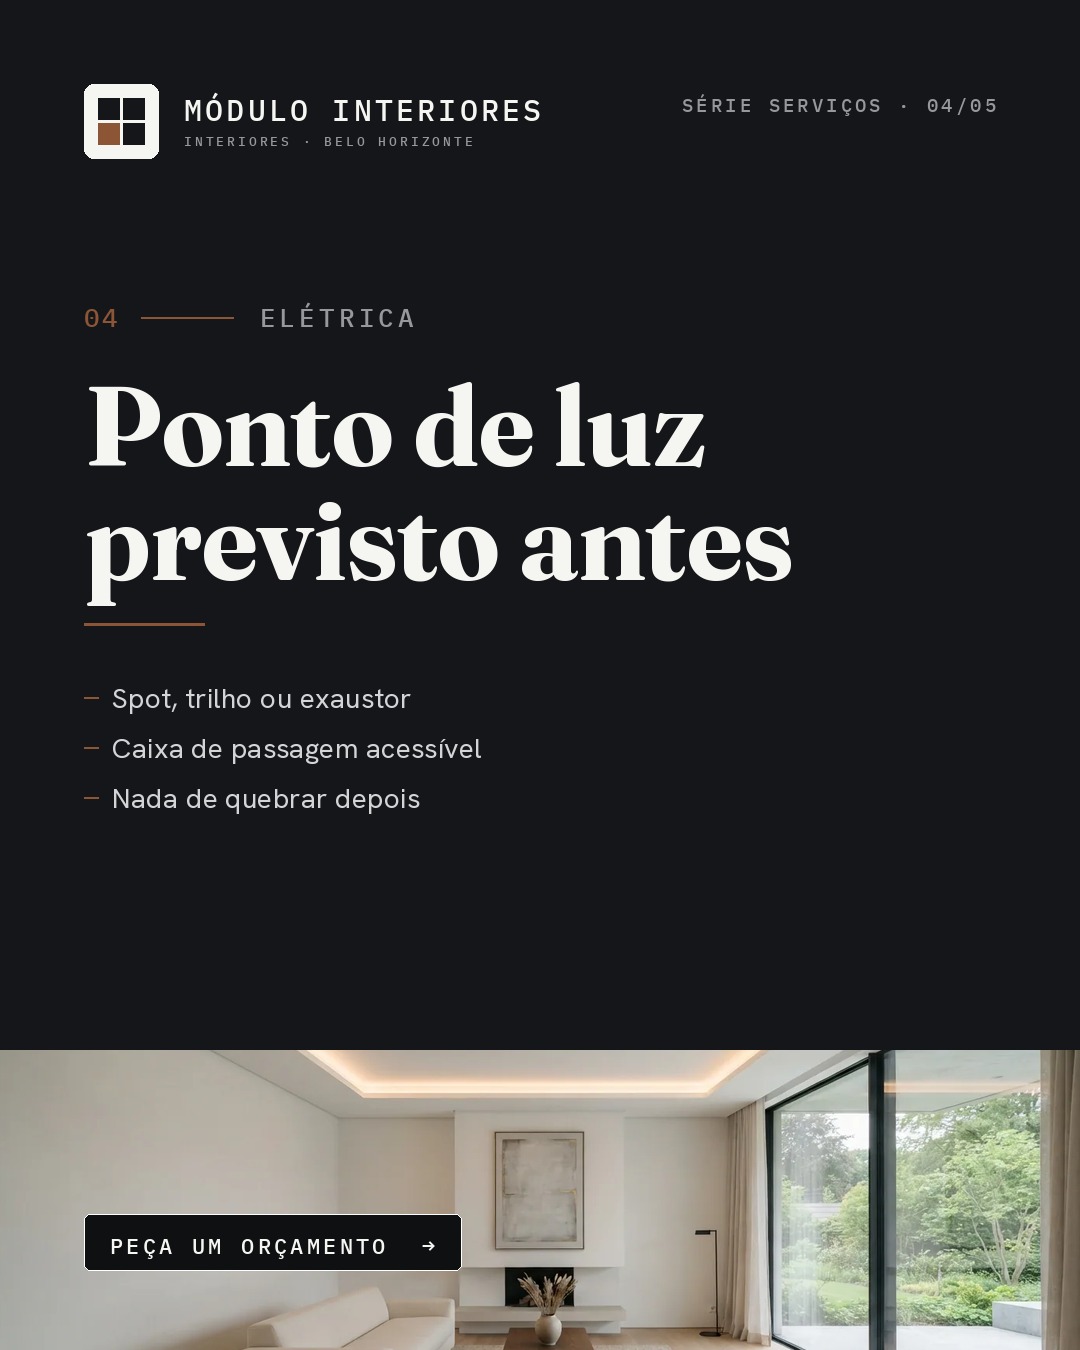 MÓDULO INTERIORES
INTERIORES · BELO HORIZONTE
SÉRIE SERVIÇOS · 04/05
04 ELÉTRICA
Ponto de luz
previsto antes
– Spot, trilho ou exaustor
– Caixa de passagem acessível
– Nada de quebrar depois
PEÇA UM ORÇAMENTO →